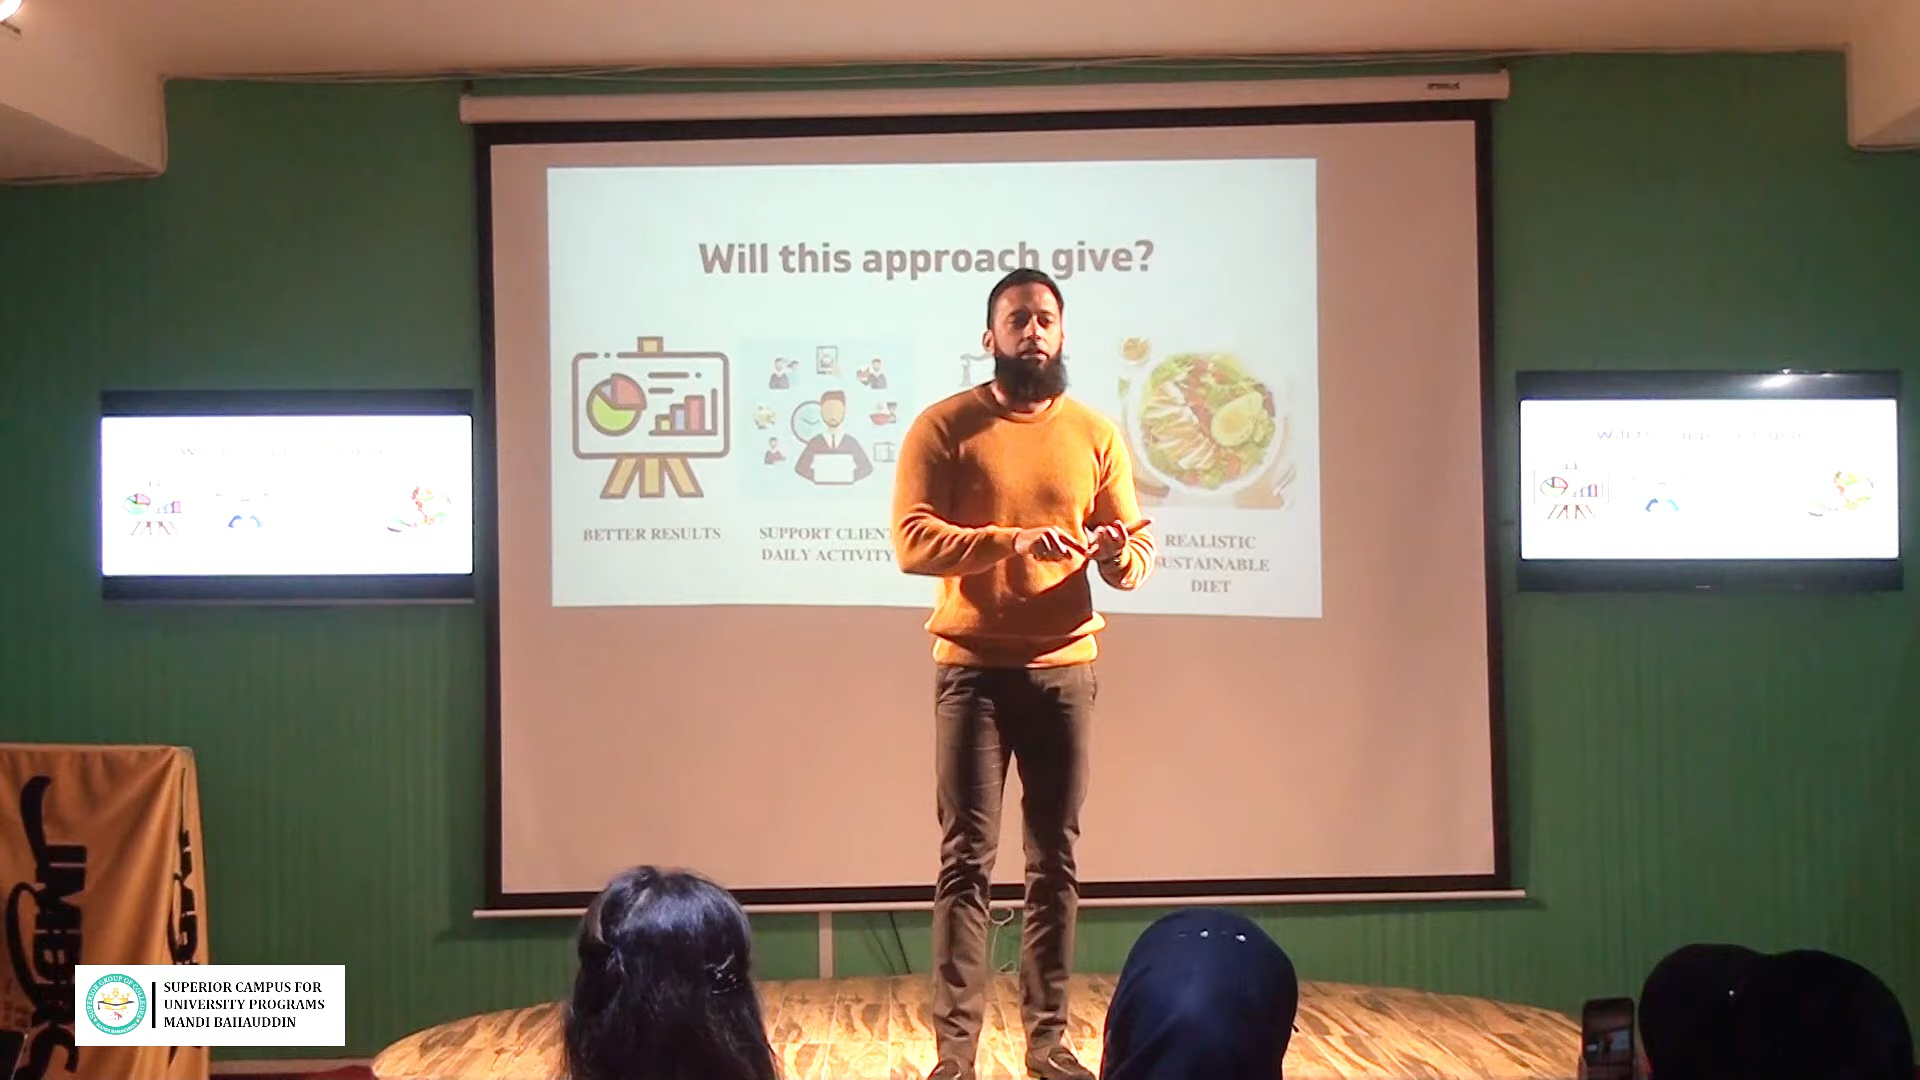 Will this approach give?
BETTER RESULTS
SUPPORT CLIENT
DAILY ACTIVITY
REALISTIC
SUSTAINABLE
DIET
SUPERIOR CAMPUS FOR
UNIVERSITY PROGRAMS
MANDI BAHAUDDIN